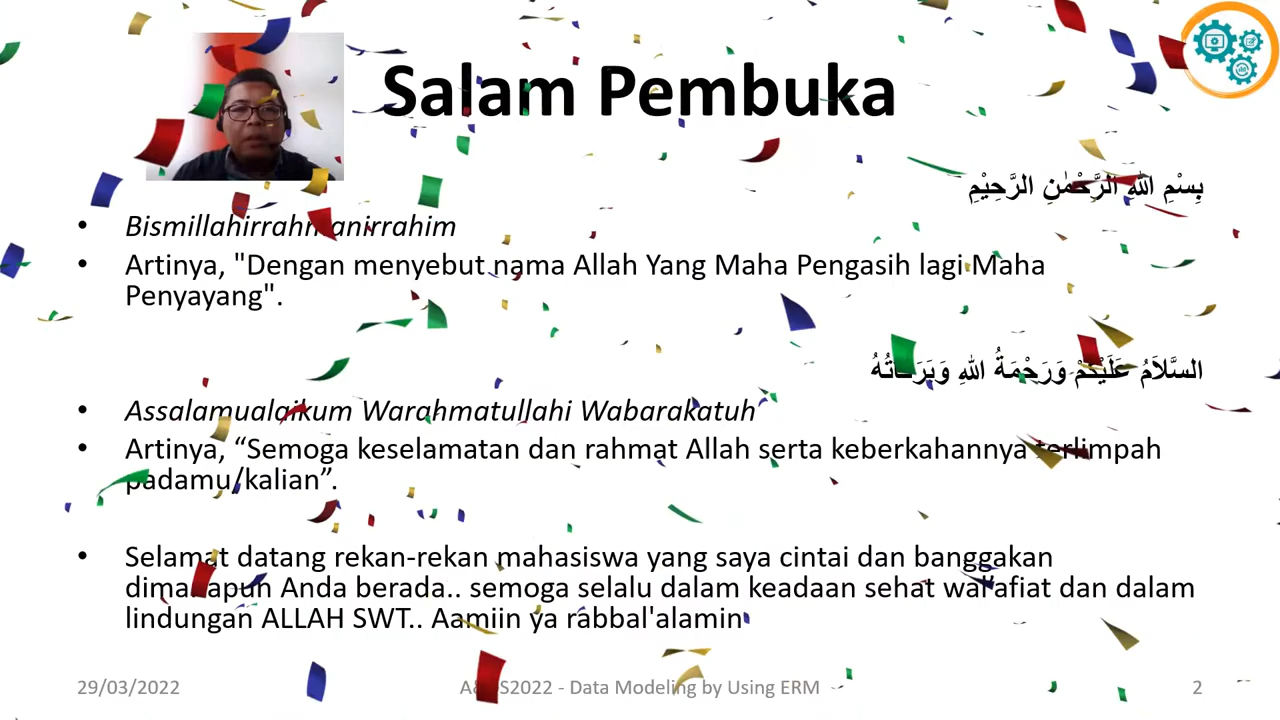 Salam Pembuka
بِسْمِ اللهِ الرَّحْمٰنِ الرَّحِيْمِ
• Bismillahirrahmanirrahim
• Artinya, "Dengan menyebut nama Allah Yang Maha Pengasih lagi Maha
Penyayang".
السَّلاَمُ عَلَيْكُمْ وَرَحْمَةُ اللهِ وَبَرَكَاتُهُ
• Assalamualaikum Warahmatullahi Wabarakatuh
• Artinya, “Semoga keselamatan dan rahmat Allah serta keberkahannya terlimpah
padamu/kalian”.
• Selamat datang rekan-rekan mahasiswa yang saya cintai dan banggakan
dimanapun Anda berada.. semoga selalu dalam keadaan sehat wal'afiat dan dalam
lindungan ALLAH SWT.. Aamiin ya rabbal'alamin
29/03/2022
- Data Modeling by Using ERM
2